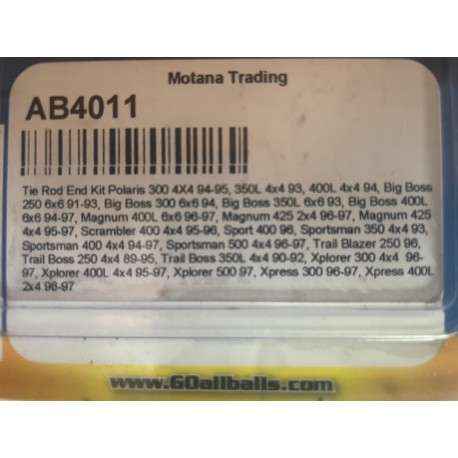 Motana Trading
AB4011
Tie Rod End Kit Polaris 300 4X4 94-95, 350L 4x4 93, 400L 4x4 94, Big Boss
250 6x6 91-93, Big Boss 300 6x6 94, Big Boss 350L 6x6 93, Big Boss 400L
6x6 94-97, Magnum 400L 6x6 96-97, Magnum 425 2x4 96-97, Magnum 425
4x4 95-97, Scrambler 400 4x4 95-96, Sport 400 96, Sportsman 350 4x4 93,
Sportsman 400 4x4 94-97, Sportsman 500 4x4 96-97, Trail Blazer 250 96,
Trail Boss 250 4x4 89-95, Trail Boss 350L 4x4 90-92, Xplorer 300 4x4 96-
97, Xplorer 400L 4x4 95-97, Xplorer 500 97, Xpress 300 96-97, Xpress 400L
2x4 96-97
www.GOallballs.com